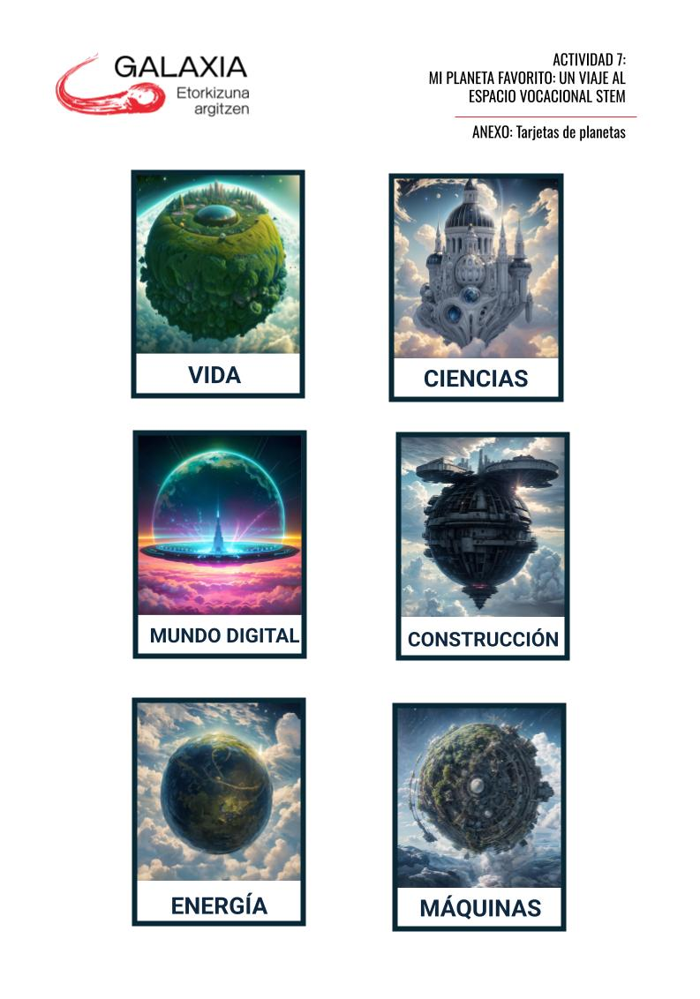 GALAXIA
Etorkizuna
argitzen
ACTIVIDAD 7:
MI PLANETA FAVORITO: UN VIAJE AL
ESPACIO VOCACIONAL STEM
ANEXO: Tarjetas de planetas
VIDA
CIENCIAS
MUNDO DIGITAL
CONSTRUCCIÓN
ENERGÍA
MÁQUINAS